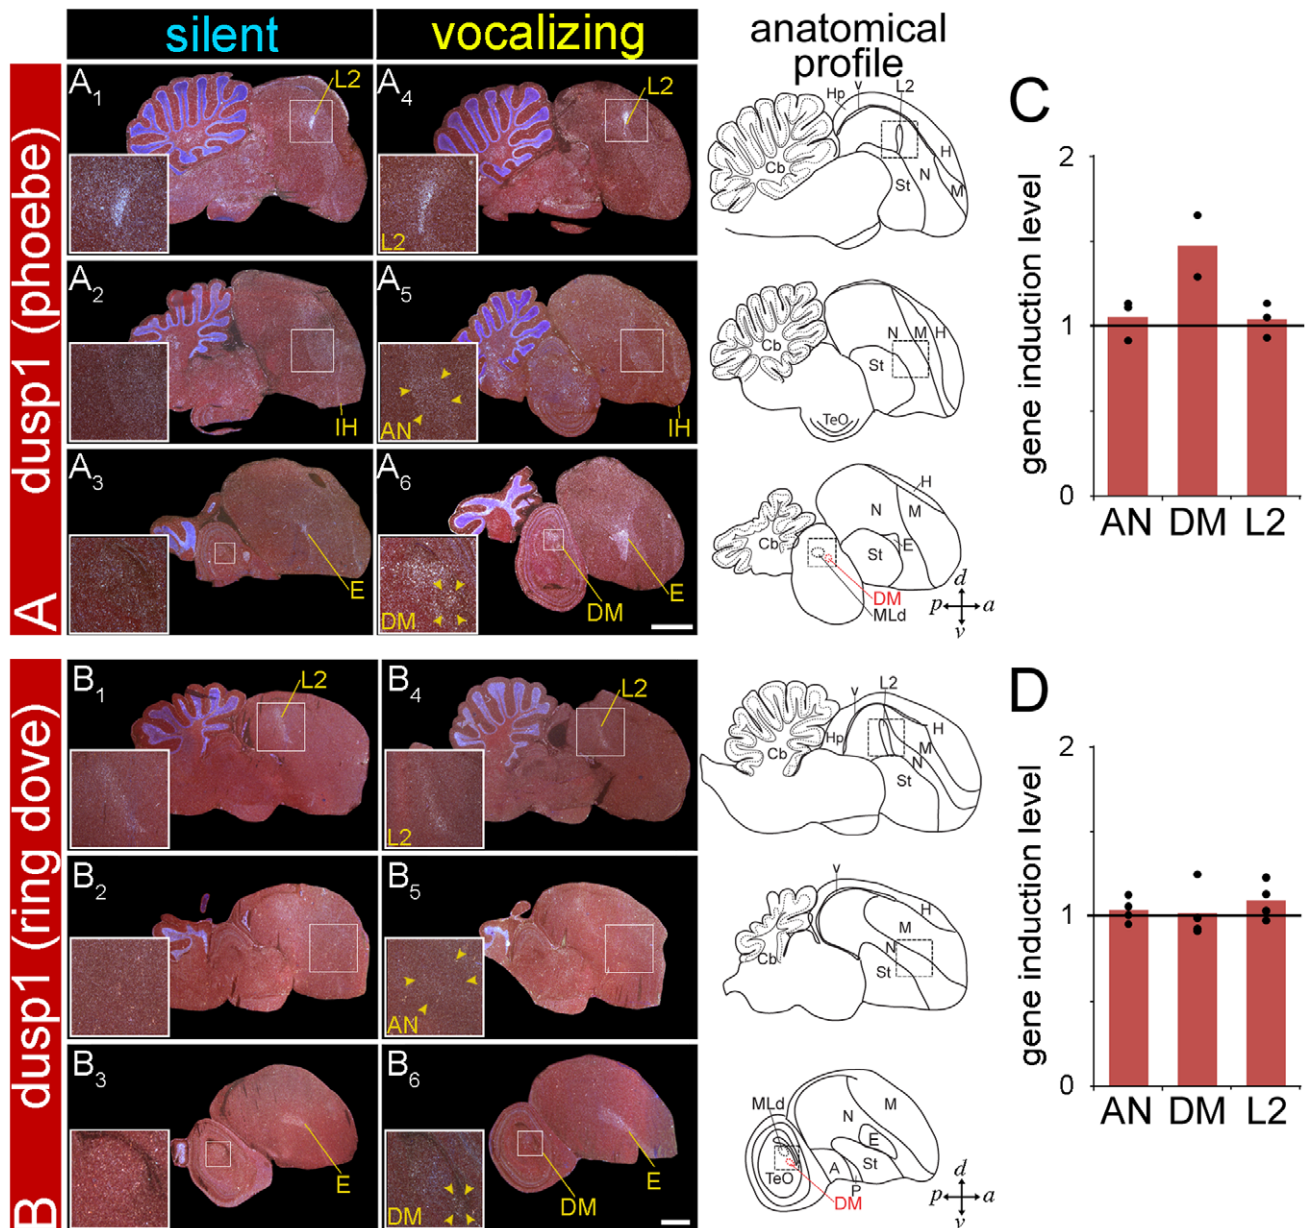 silent
vocalizing
anatomical
profile
A dusp1 (phoebe)
A1
L2
A4
L2
L2
Hp
v
L2
Cb
St
N
H
M
A2
IH
A5
AN
IH
Cb
N
M
H
St
TeO
A3
E
A6
DM
DM
E
Cb
N
H
M
St
E
DM
MLd
d
p
a
v
C
gene induction level
2
1
0
AN DM L2
B dusp1 (ring dove)
B1
L2
B4
L2
L2
v
L2
Hp
Cb
H
M
N
St
B2
B5
AN
v
H
M
N
St
Cb
B3
E
B6
DM
DM
E
MLd
N
M
E
St
TeO
A
P
DM
d
p
a
v
D
gene induction level
2
1
0
AN DM L2